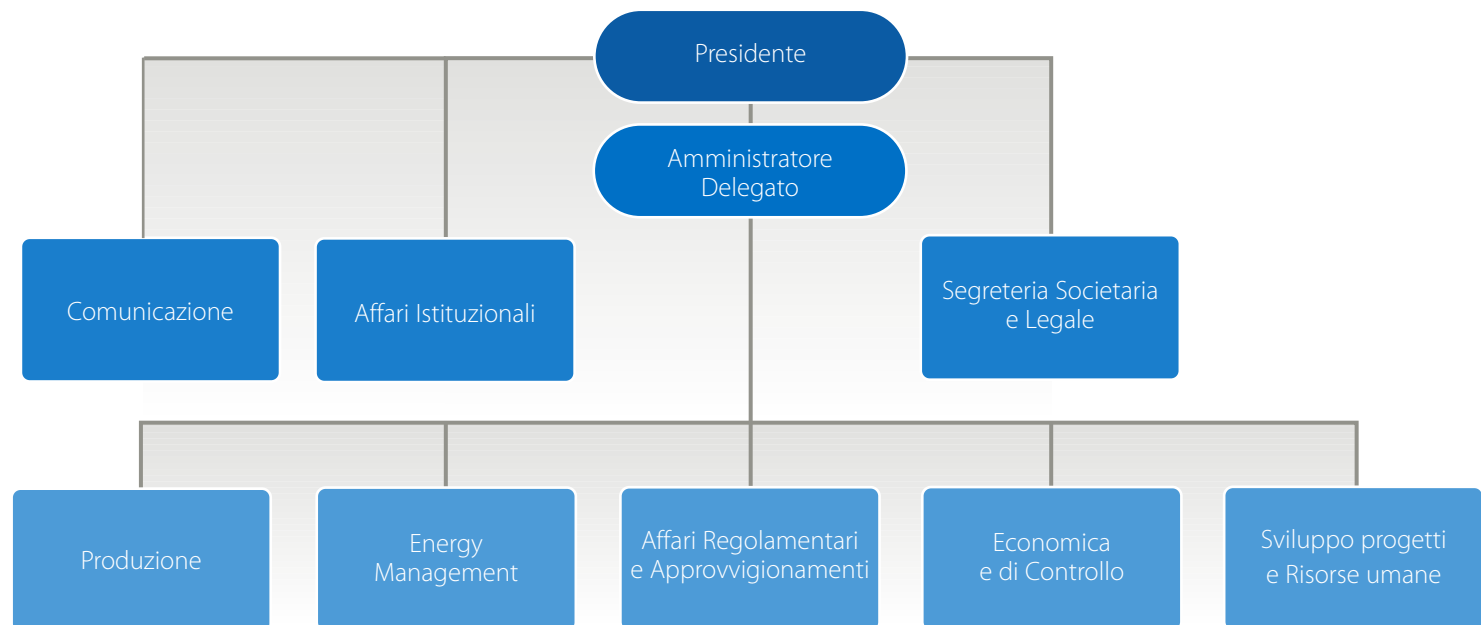 Presidente
Amministratore
Delegato
Comunicazione
Affari Istituzionali
Segreteria Societaria
e Legale
Produzione
Energy
Management
Affari Regolamentari
e Approvvigionamenti
Economica
e di Controllo
Sviluppo progetti
e Risorse umane